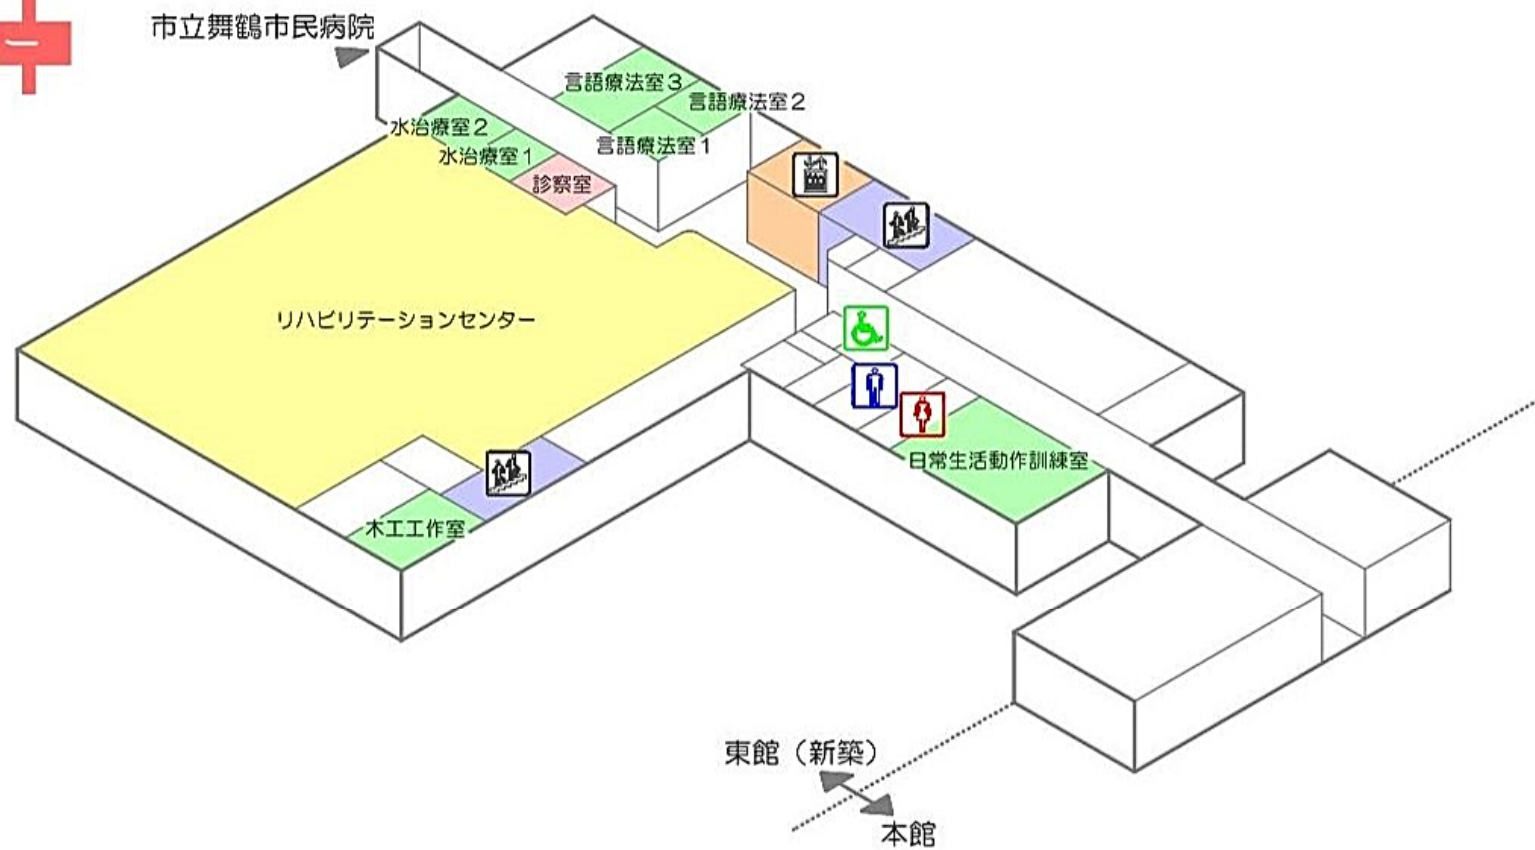 市立舞鶴市民病院
言語療法室３
言語療法室２
言語療法室１
水治療室２
水治療室１
診察室
リハビリテーションセンター
日常生活動作訓練室
木工工作室
東館（新築）
本館